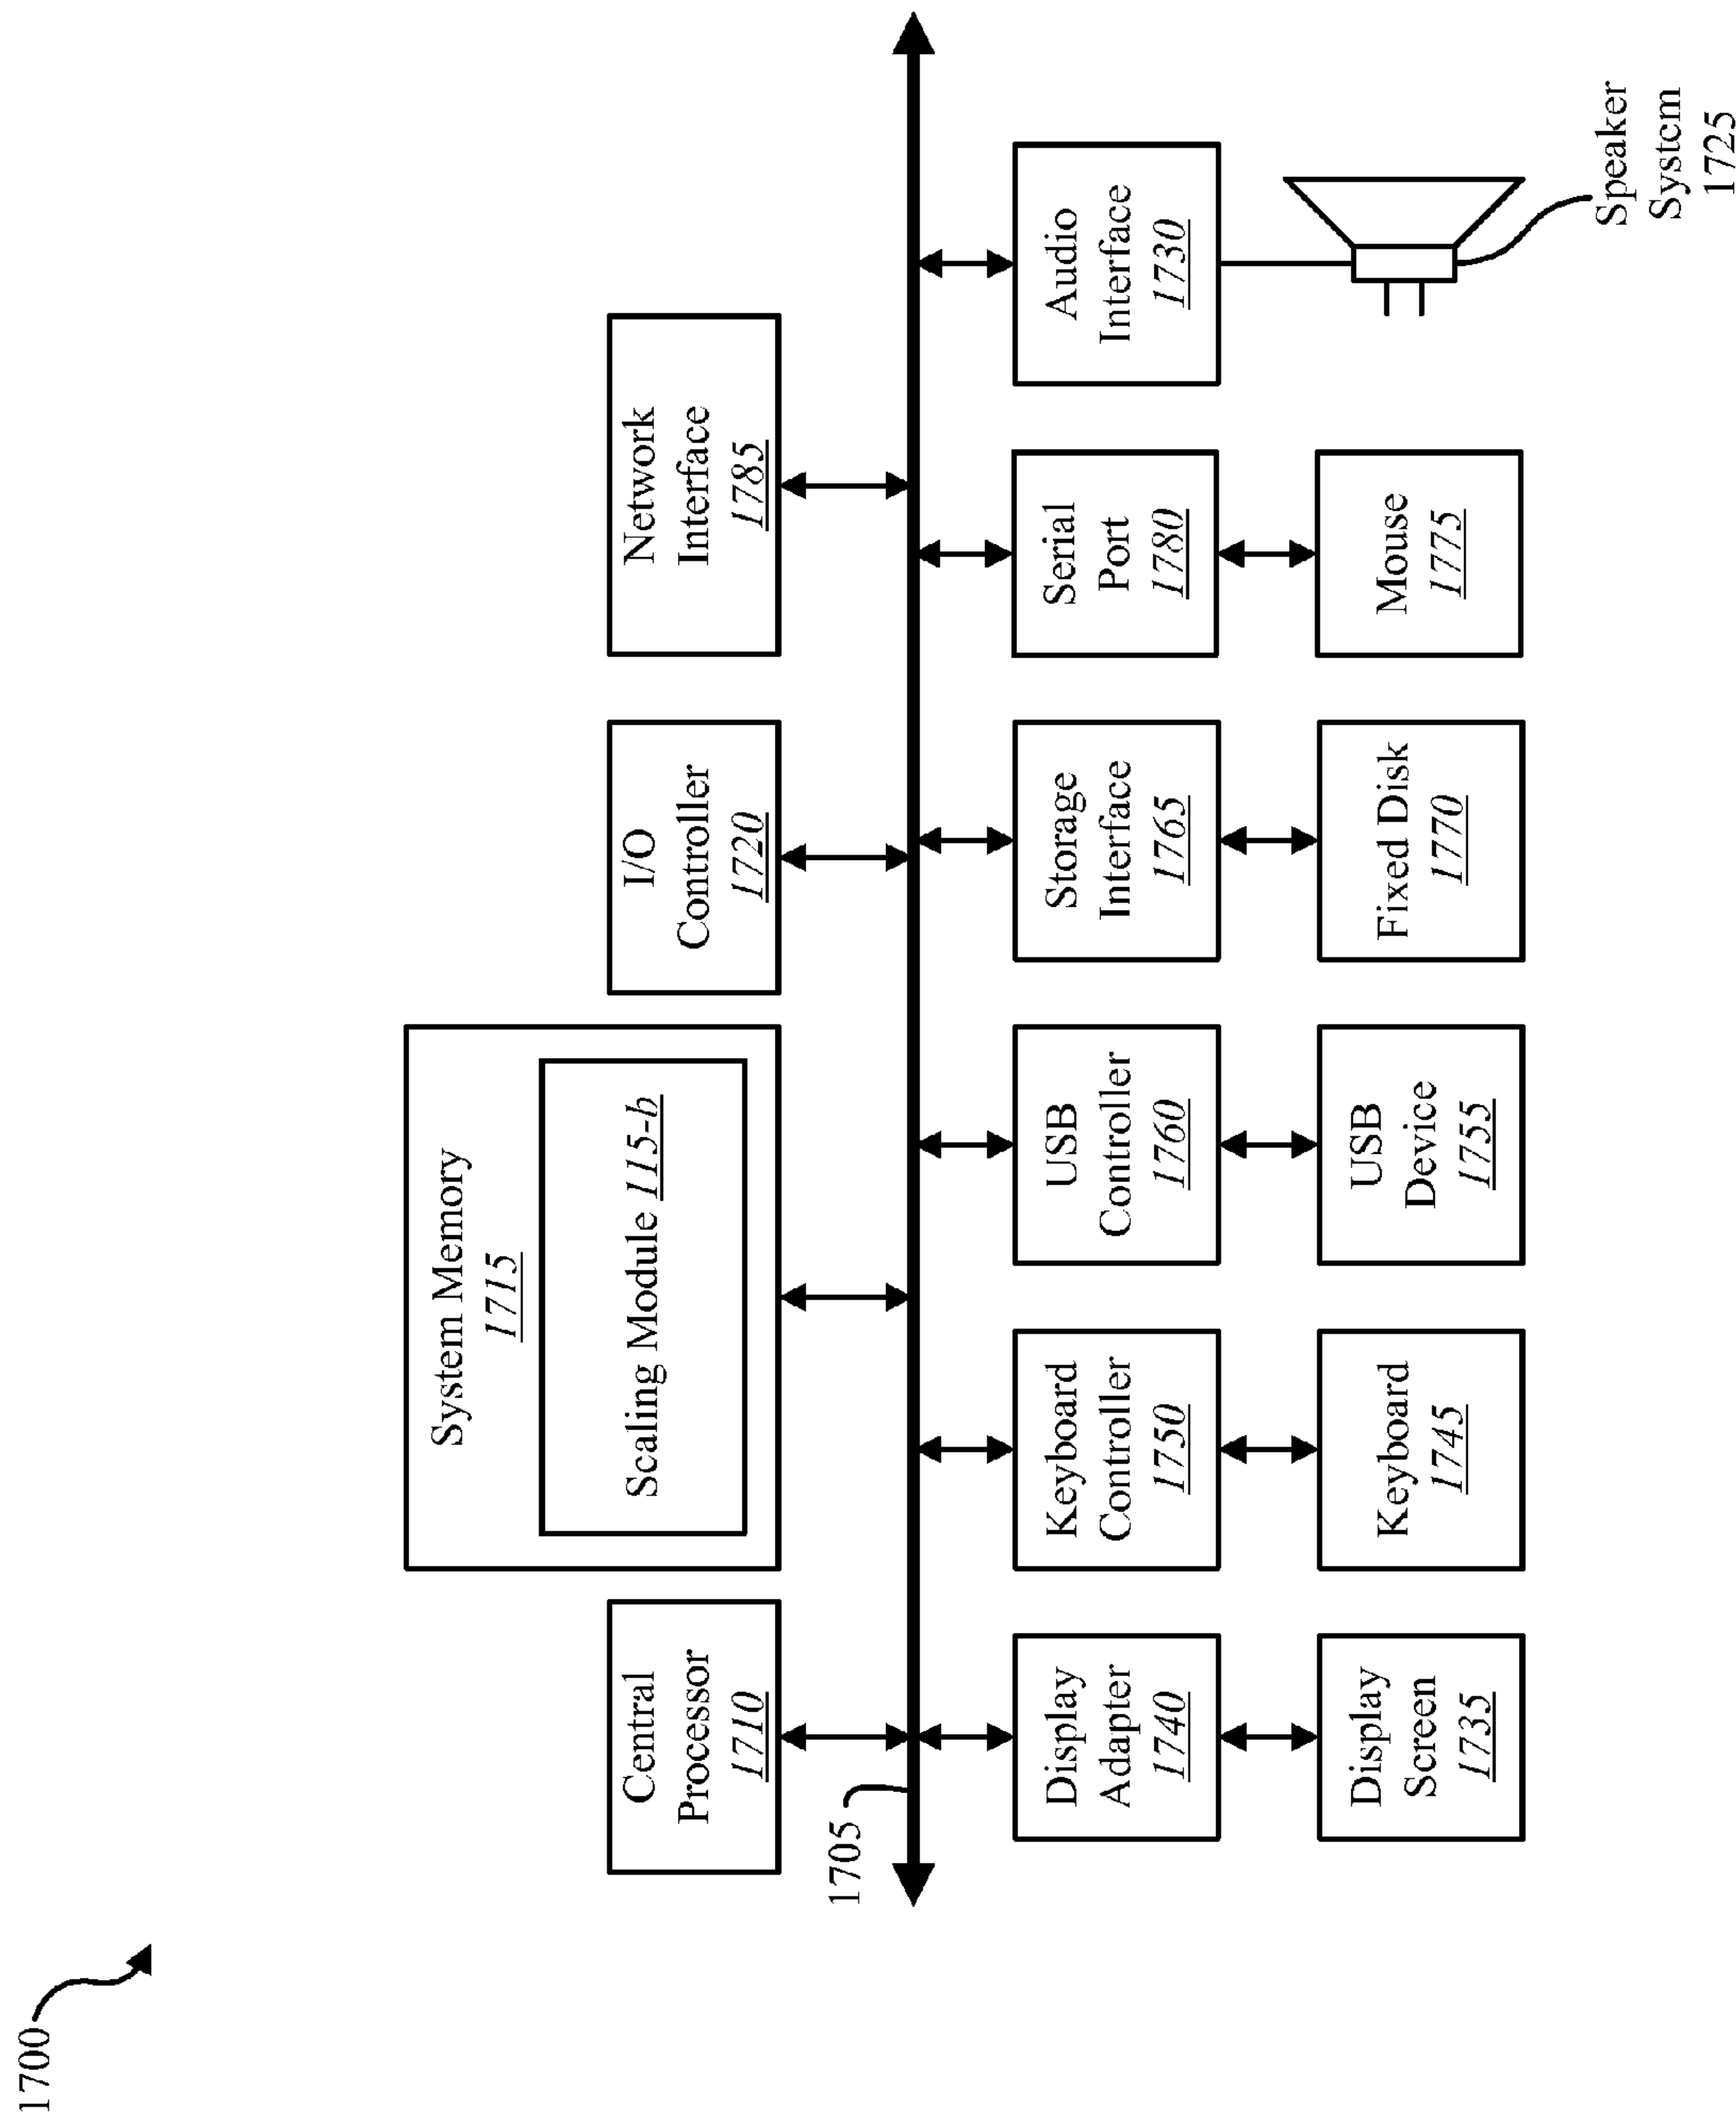 1700
System Memory
1715
Scaling Module 115-b
Central
Processor
1710
I/O
Controller
1720
Network
Interface
1785
1705
Display
Adapter
1740
Keyboard
Controller
1750
USB
Controller
1760
Storage
Interface
1765
Serial
Port
1780
Audio
Interface
1730
Display
Screen
1735
Keyboard
1745
USB
Device
1755
Fixed Disk
1770
Mouse
1775
Speaker
System
1725